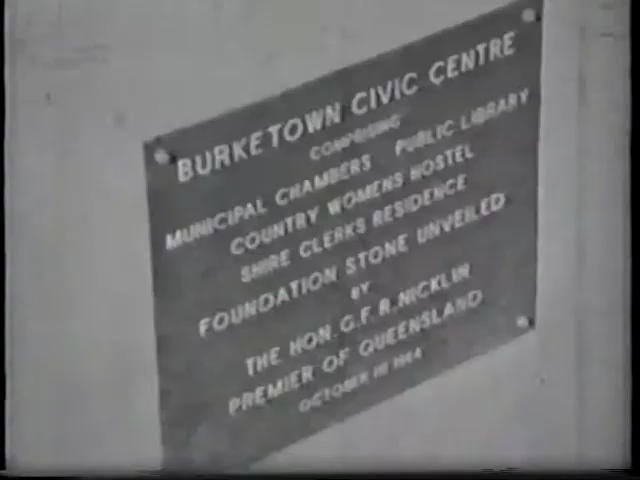 BURKETOWN CIVIC CENTRE
COMPRISING
MUNICIPAL CHAMBERS PUBLIC LIBRARY
COUNTRY WOMENS HOSTEL
SHIRE CLERKS RESIDENCE
FOUNDATION STONE UNVEILED
BY
THE HON. G. F. R. NICKLIN
PREMIER OF QUEENSLAND
OCTOBER 1964